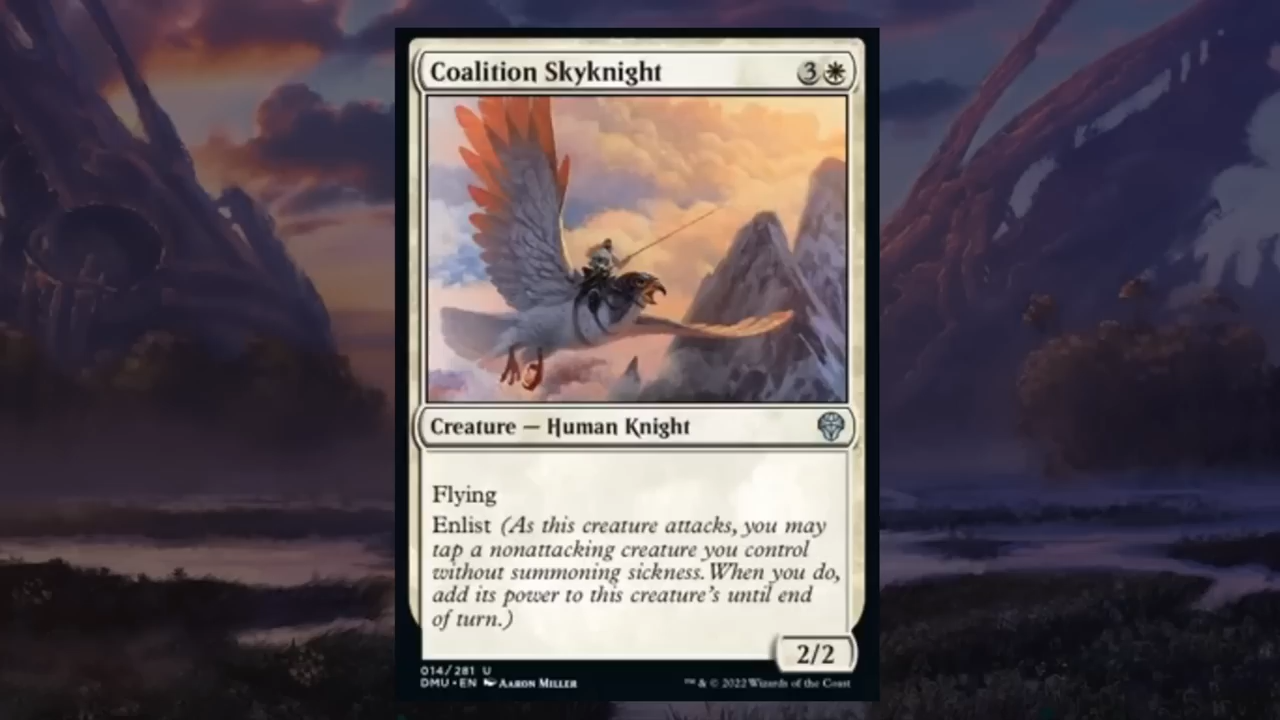 Coalition Skyknight 3
Creature — Human Knight
Flying
Enlist (As this creature attacks, you may
tap a nonattacking creature you control
without summoning sickness. When you do,
add its power to this creature's until end
of turn.)
2/2
014/281 U
DMU • EN Aaron Miller
™ & © 2022 Wizards of the Coast